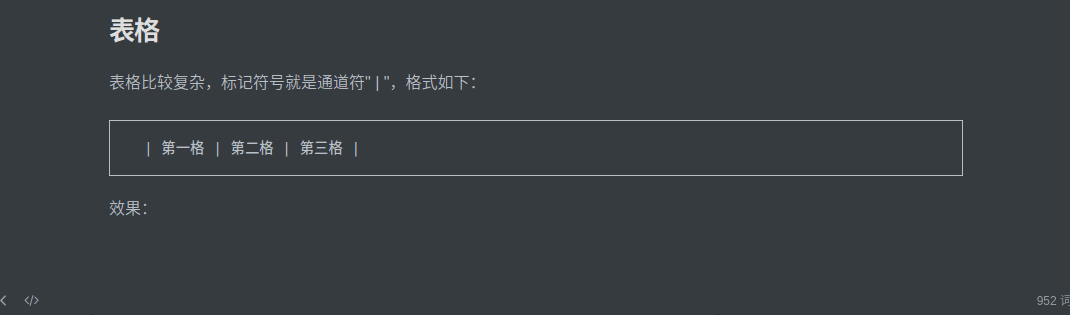 表格
表格比较复杂，标记符号就是通道符" | "，格式如下：
| 第一格 | 第二格 | 第三格 |
效果：
952 词